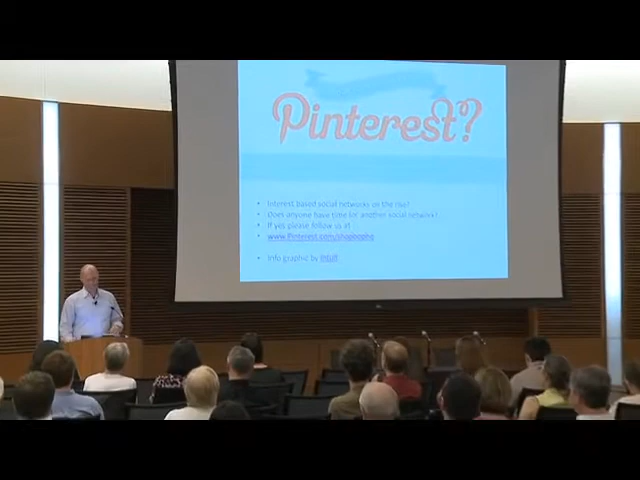 Pinterest?
• Interest based social networks on the rise?
• Does anyone have time for another social network?
• If yes please follow us at
•
• Info graphic by